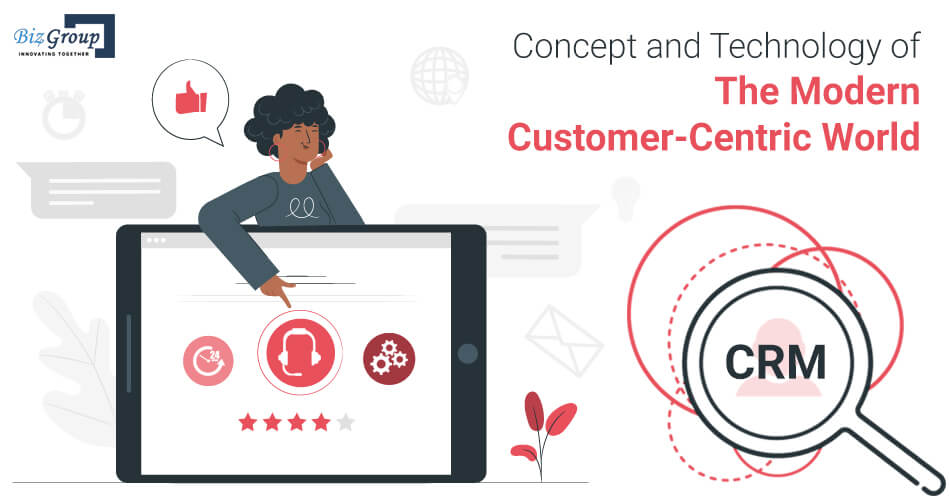 BizGroup
INNOVATING TOGETHER
Concept and Technology of
The Modern
Customer-Centric World
24
CRM